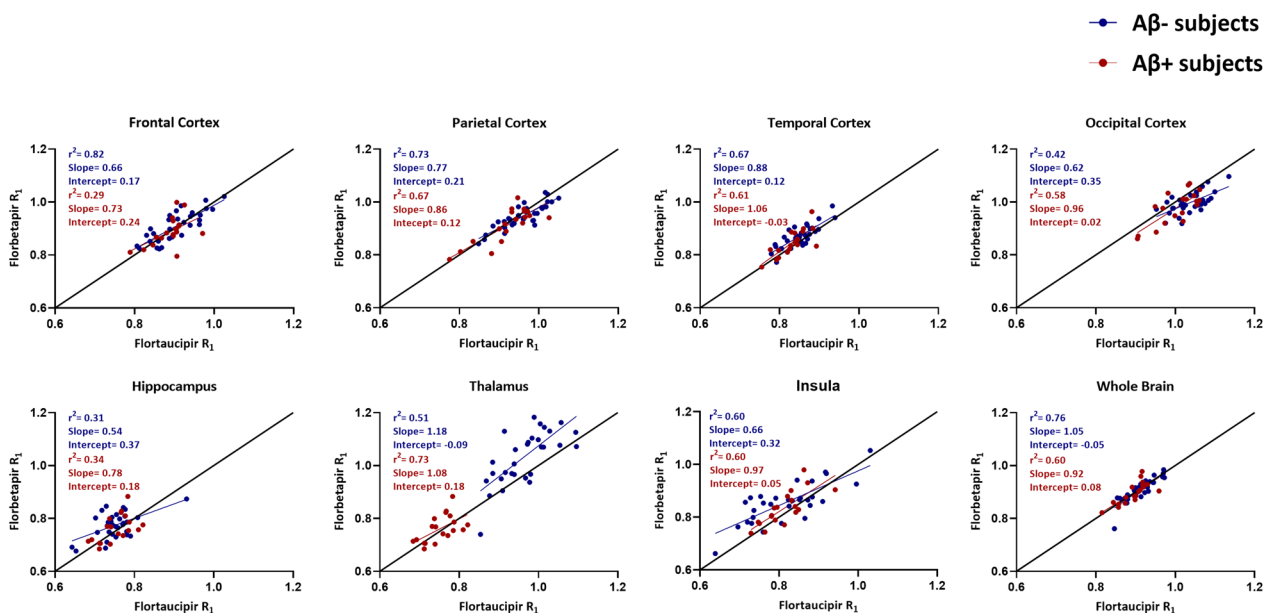 Aβ- subjects
Aβ+ subjects
Frontal Cortex
r²= 0.82
Slope= 0.66
Intercept= 0.17
r²= 0.29
Slope= 0.73
Intercept= 0.24
Florbetapir R₁
1.2
1.0
0.8
0.6
0.6 0.8 1.0 1.2
Flortaucipir R₁
Parietal Cortex
r²= 0.73
Slope= 0.77
Intercept= 0.21
r²= 0.67
Slope= 0.86
Intercept= 0.12
Florbetapir R₁
1.2
1.0
0.8
0.6
0.6 0.8 1.0 1.2
Flortaucipir R₁
Temporal Cortex
r²= 0.67
Slope= 0.88
Intercept= 0.12
r²= 0.61
Slope= 1.06
Intercept= -0.03
Florbetapir R₁
1.2
1.0
0.8
0.6
0.6 0.8 1.0 1.2
Flortaucipir R₁
Occipital Cortex
r²= 0.42
Slope= 0.62
Intercept= 0.35
r²= 0.58
Slope= 0.96
Intercept= 0.02
Florbetapir R₁
1.2
1.0
0.8
0.6
0.6 0.8 1.0 1.2
Flortaucipir R₁
Hippocampus
r²= 0.31
Slope= 0.54
Intercept= 0.37
r²= 0.34
Slope= 0.78
Intercept= 0.18
Florbetapir R₁
1.2
1.0
0.8
0.6
0.6 0.8 1.0 1.2
Flortaucipir R₁
Thalamus
r²= 0.51
Slope= 1.18
Intercept= -0.09
r²= 0.73
Slope= 1.08
Intercept= 0.18
Florbetapir R₁
1.2
1.0
0.8
0.6
0.6 0.8 1.0 1.2
Flortaucipir R₁
Insula
r²= 0.60
Slope= 0.66
Intercept= 0.32
r²= 0.60
Slope= 0.97
Intercept= 0.05
Florbetapir R₁
1.2
1.0
0.8
0.6
0.6 0.8 1.0 1.2
Flortaucipir R₁
Whole Brain
r²= 0.76
Slope= 1.05
Intercept= -0.05
r²= 0.60
Slope= 0.92
Intercept= 0.08
Florbetapir R₁
1.2
1.0
0.8
0.6
0.6 0.8 1.0 1.2
Flortaucipir R₁